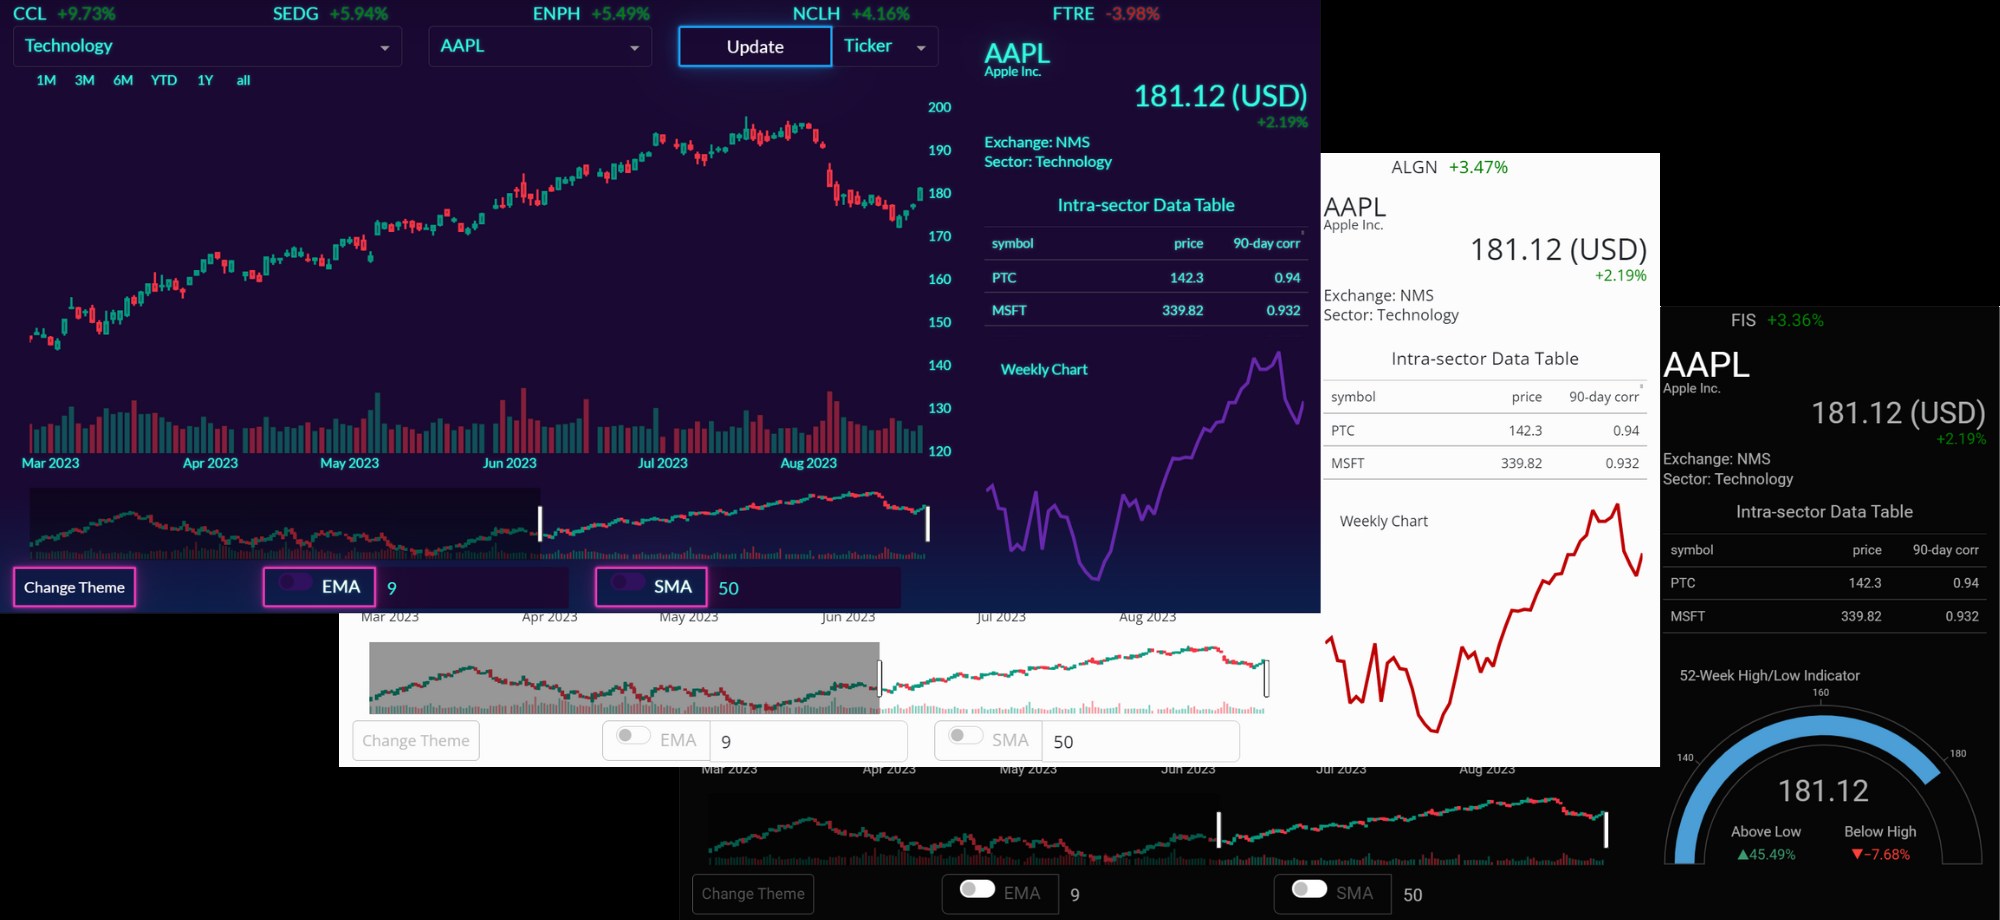 CCL +9.73% SEDG +5.94% ENPH +5.49% NCLH +4.16% FTRE -3.98%
Technology AAPL Update Ticker
1M 3M 6M YTD 1Y all
200
190
180
170
160
150
140
130
120
Mar 2023 Apr 2023 May 2023 Jun 2023 Jul 2023 Aug 2023
Change Theme EMA 9 SMA 50
AAPL
Apple Inc.
181.12 (USD)
+2.19%
Exchange: NMS
Sector: Technology
Intra-sector Data Table
symbol price 90-day corr
PTC 142.3 0.94
MSFT 339.82 0.932
Weekly Chart
ALGN +3.47%
AAPL
Apple Inc.
181.12 (USD)
+2.19%
Exchange: NMS
Sector: Technology
Intra-sector Data Table
symbol price 90-day corr
PTC 142.3 0.94
MSFT 339.82 0.932
Weekly Chart
Mar 2023 Apr 2023 May 2023 Jun 2023 Jul 2023 Aug 2023
Change Theme EMA 9 SMA 50
FIS +3.36%
AAPL
Apple Inc.
181.12 (USD)
+2.19%
Exchange: NMS
Sector: Technology
Intra-sector Data Table
symbol price 90-day corr
PTC 142.3 0.94
MSFT 339.82 0.932
52-Week High/Low Indicator
160
140 180
181.12
Above Low Below High
▲45.49% ▼−7.68%
Mar 2023 Apr 2023 May 2023 Jun 2023 Jul 2023 Aug 2023
Change Theme EMA 9 SMA 50